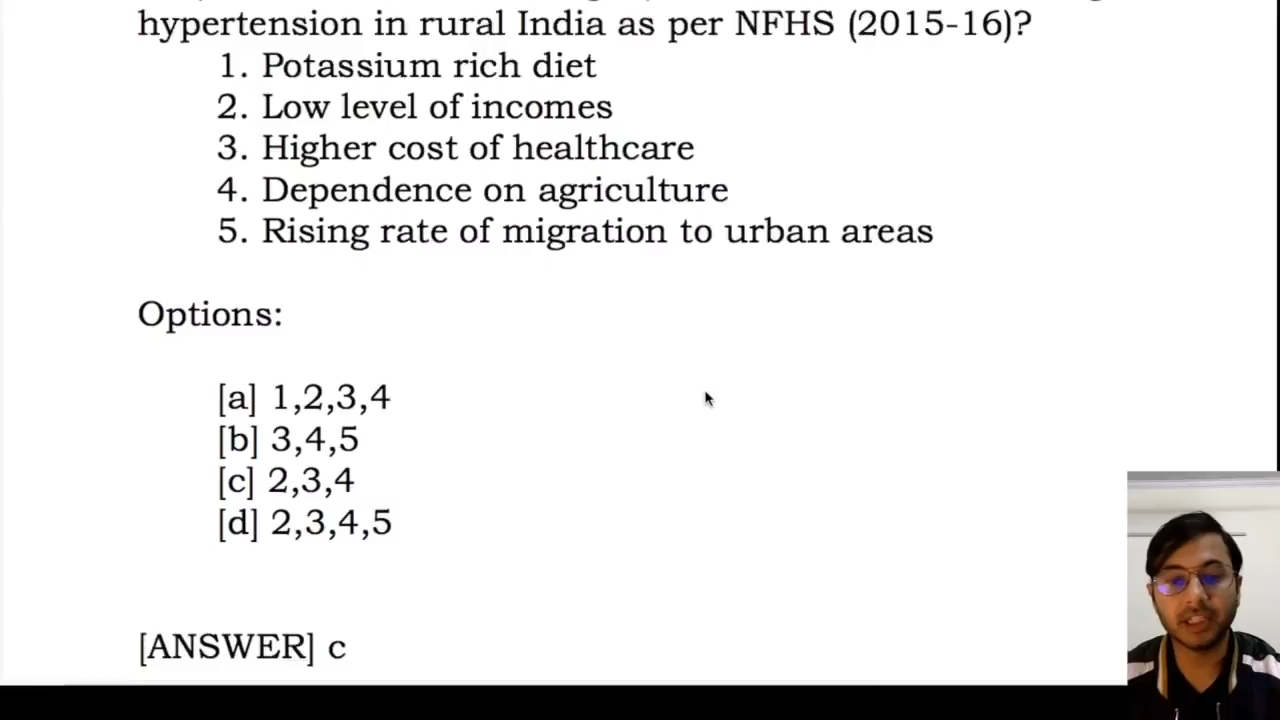 hypertension in rural India as per NFHS (2015-16)?
1. Potassium rich diet
2. Low level of incomes
3. Higher cost of healthcare
4. Dependence on agriculture
5. Rising rate of migration to urban areas
Options:
[a] 1,2,3,4
[b] 3,4,5
[c] 2,3,4
[d] 2,3,4,5
[ANSWER] c